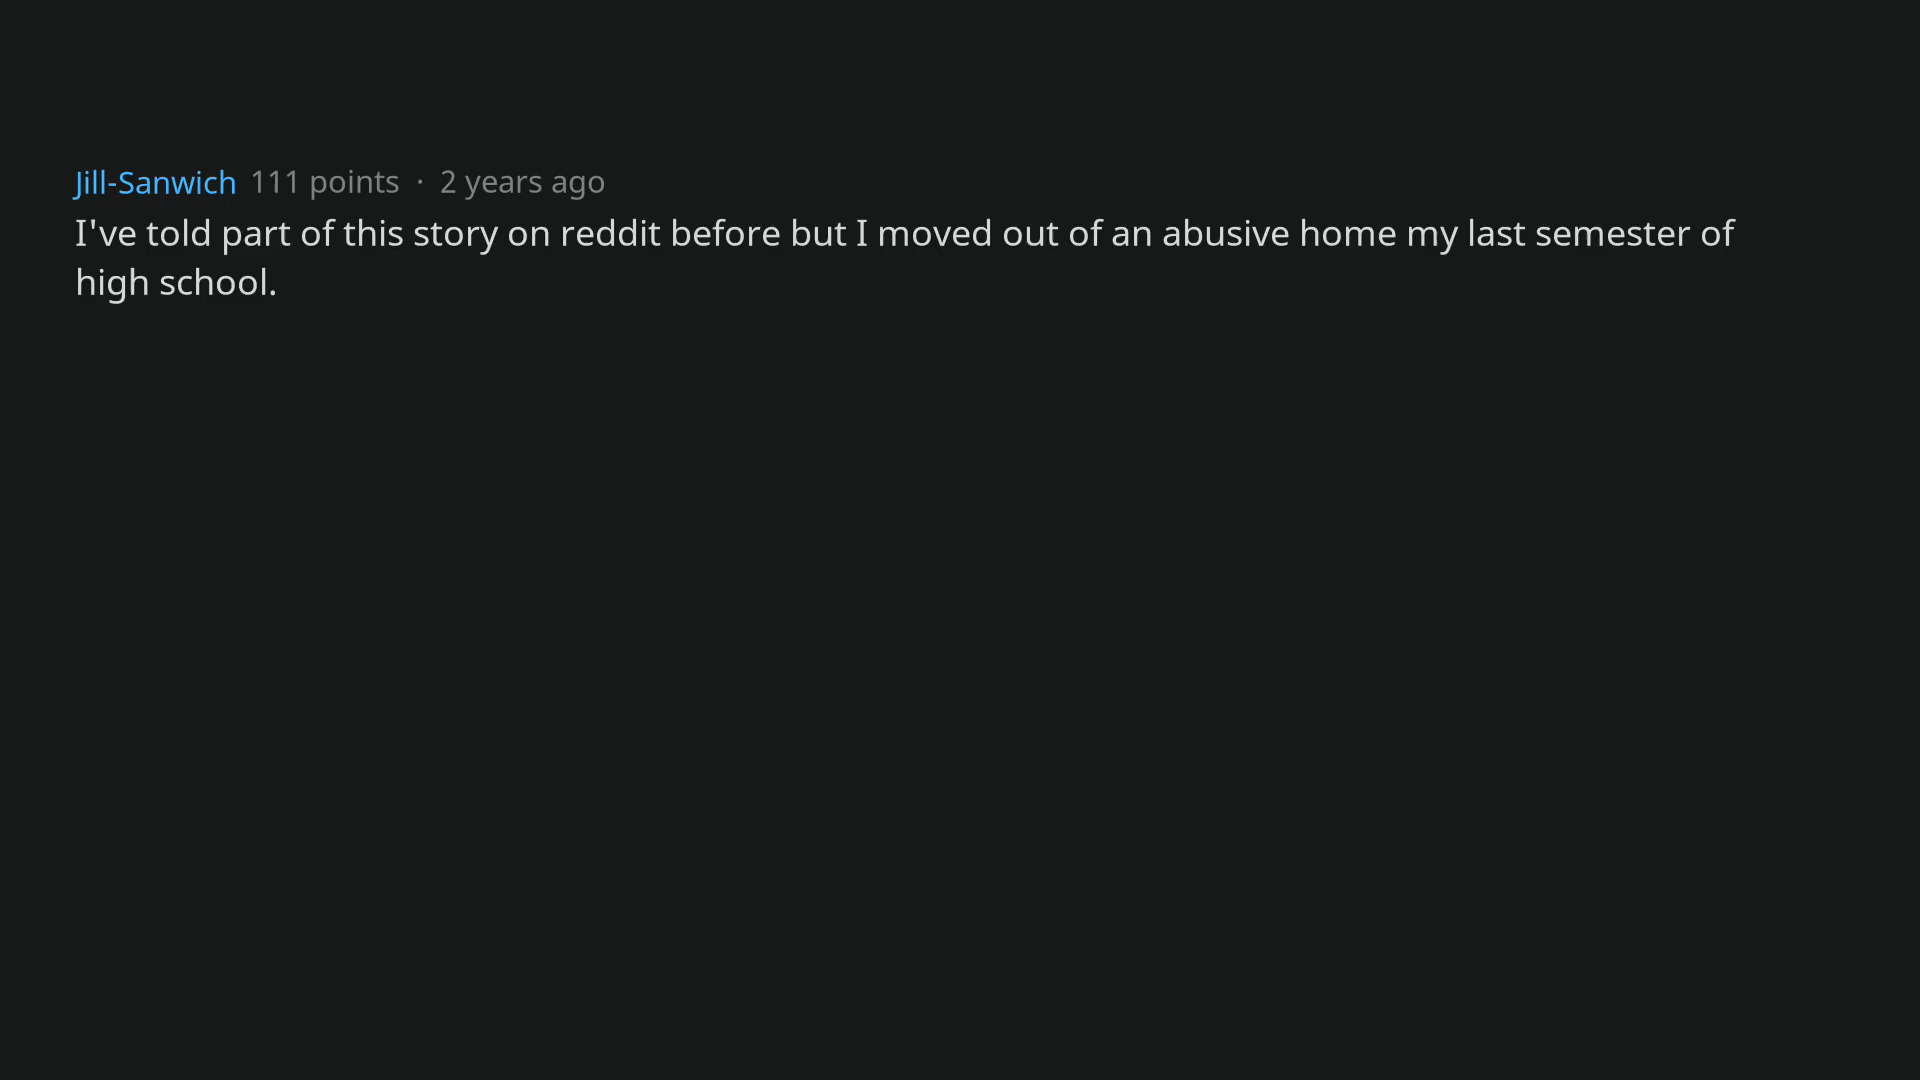 Jill-Sanwich 111 points · 2 years ago
I've told part of this story on reddit before but I moved out of an abusive home my last semester of
high school.